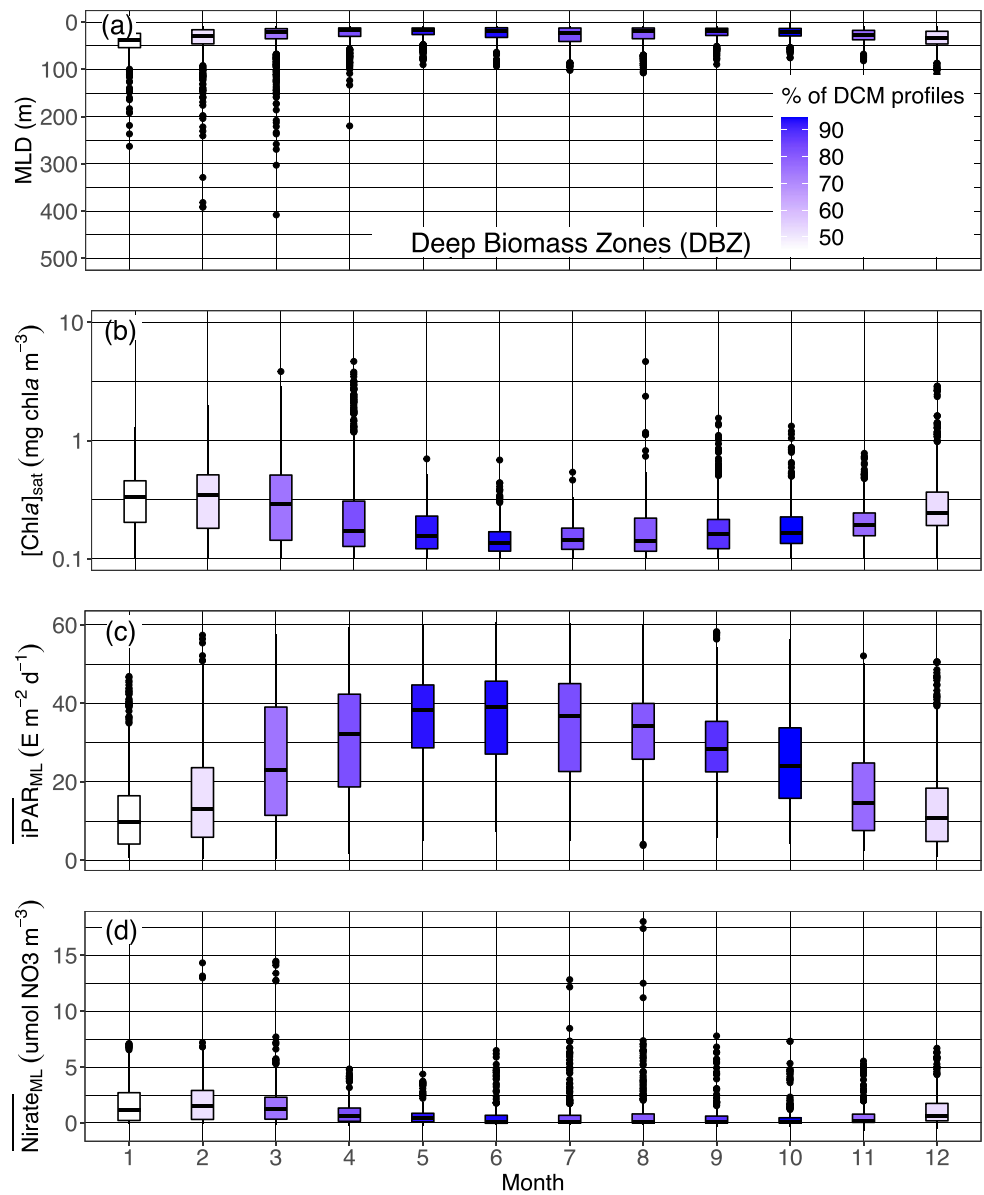 (a)
MLD (m)
0
100
200
300
400
500
% of DCM profiles
90
80
70
60
50
Deep Biomass Zones (DBZ)
(b)
[Chla]sat (mg chla m−3)
10
1
0.1
(c)
iPARML (E m−2 d−1)
60
40
20
0
(d)
NirateML (umol NO3 m−3)
15
10
5
0
1 2 3 4 5 6 7 8 9 10 11 12
Month